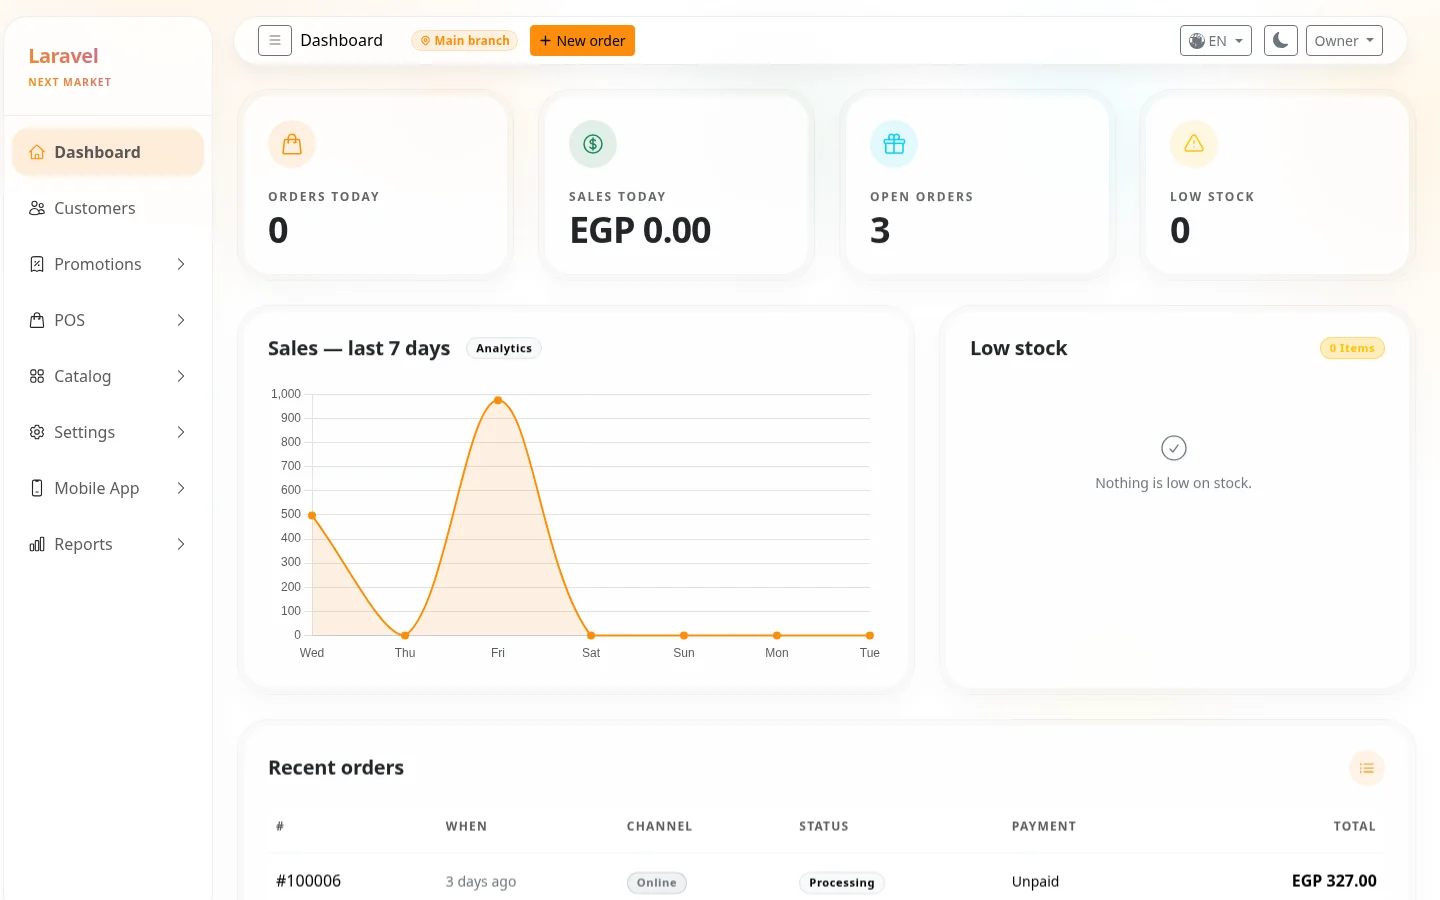 Laravel
NEXT MARKET
Dashboard
Customers
Promotions
POS
Catalog
Settings
Mobile App
Reports
Dashboard
Main branch
New order
EN
Owner
ORDERS TODAY
0
SALES TODAY
EGP 0.00
OPEN ORDERS
3
LOW STOCK
0
Sales — last 7 days
Analytics
1,000
900
800
700
600
500
400
300
200
100
0
Wed Thu Fri Sat Sun Mon Tue
Low stock
0 Items
Nothing is low on stock.
Recent orders
# WHEN CHANNEL STATUS PAYMENT TOTAL
#100006 3 days ago Online Processing Unpaid EGP 327.00